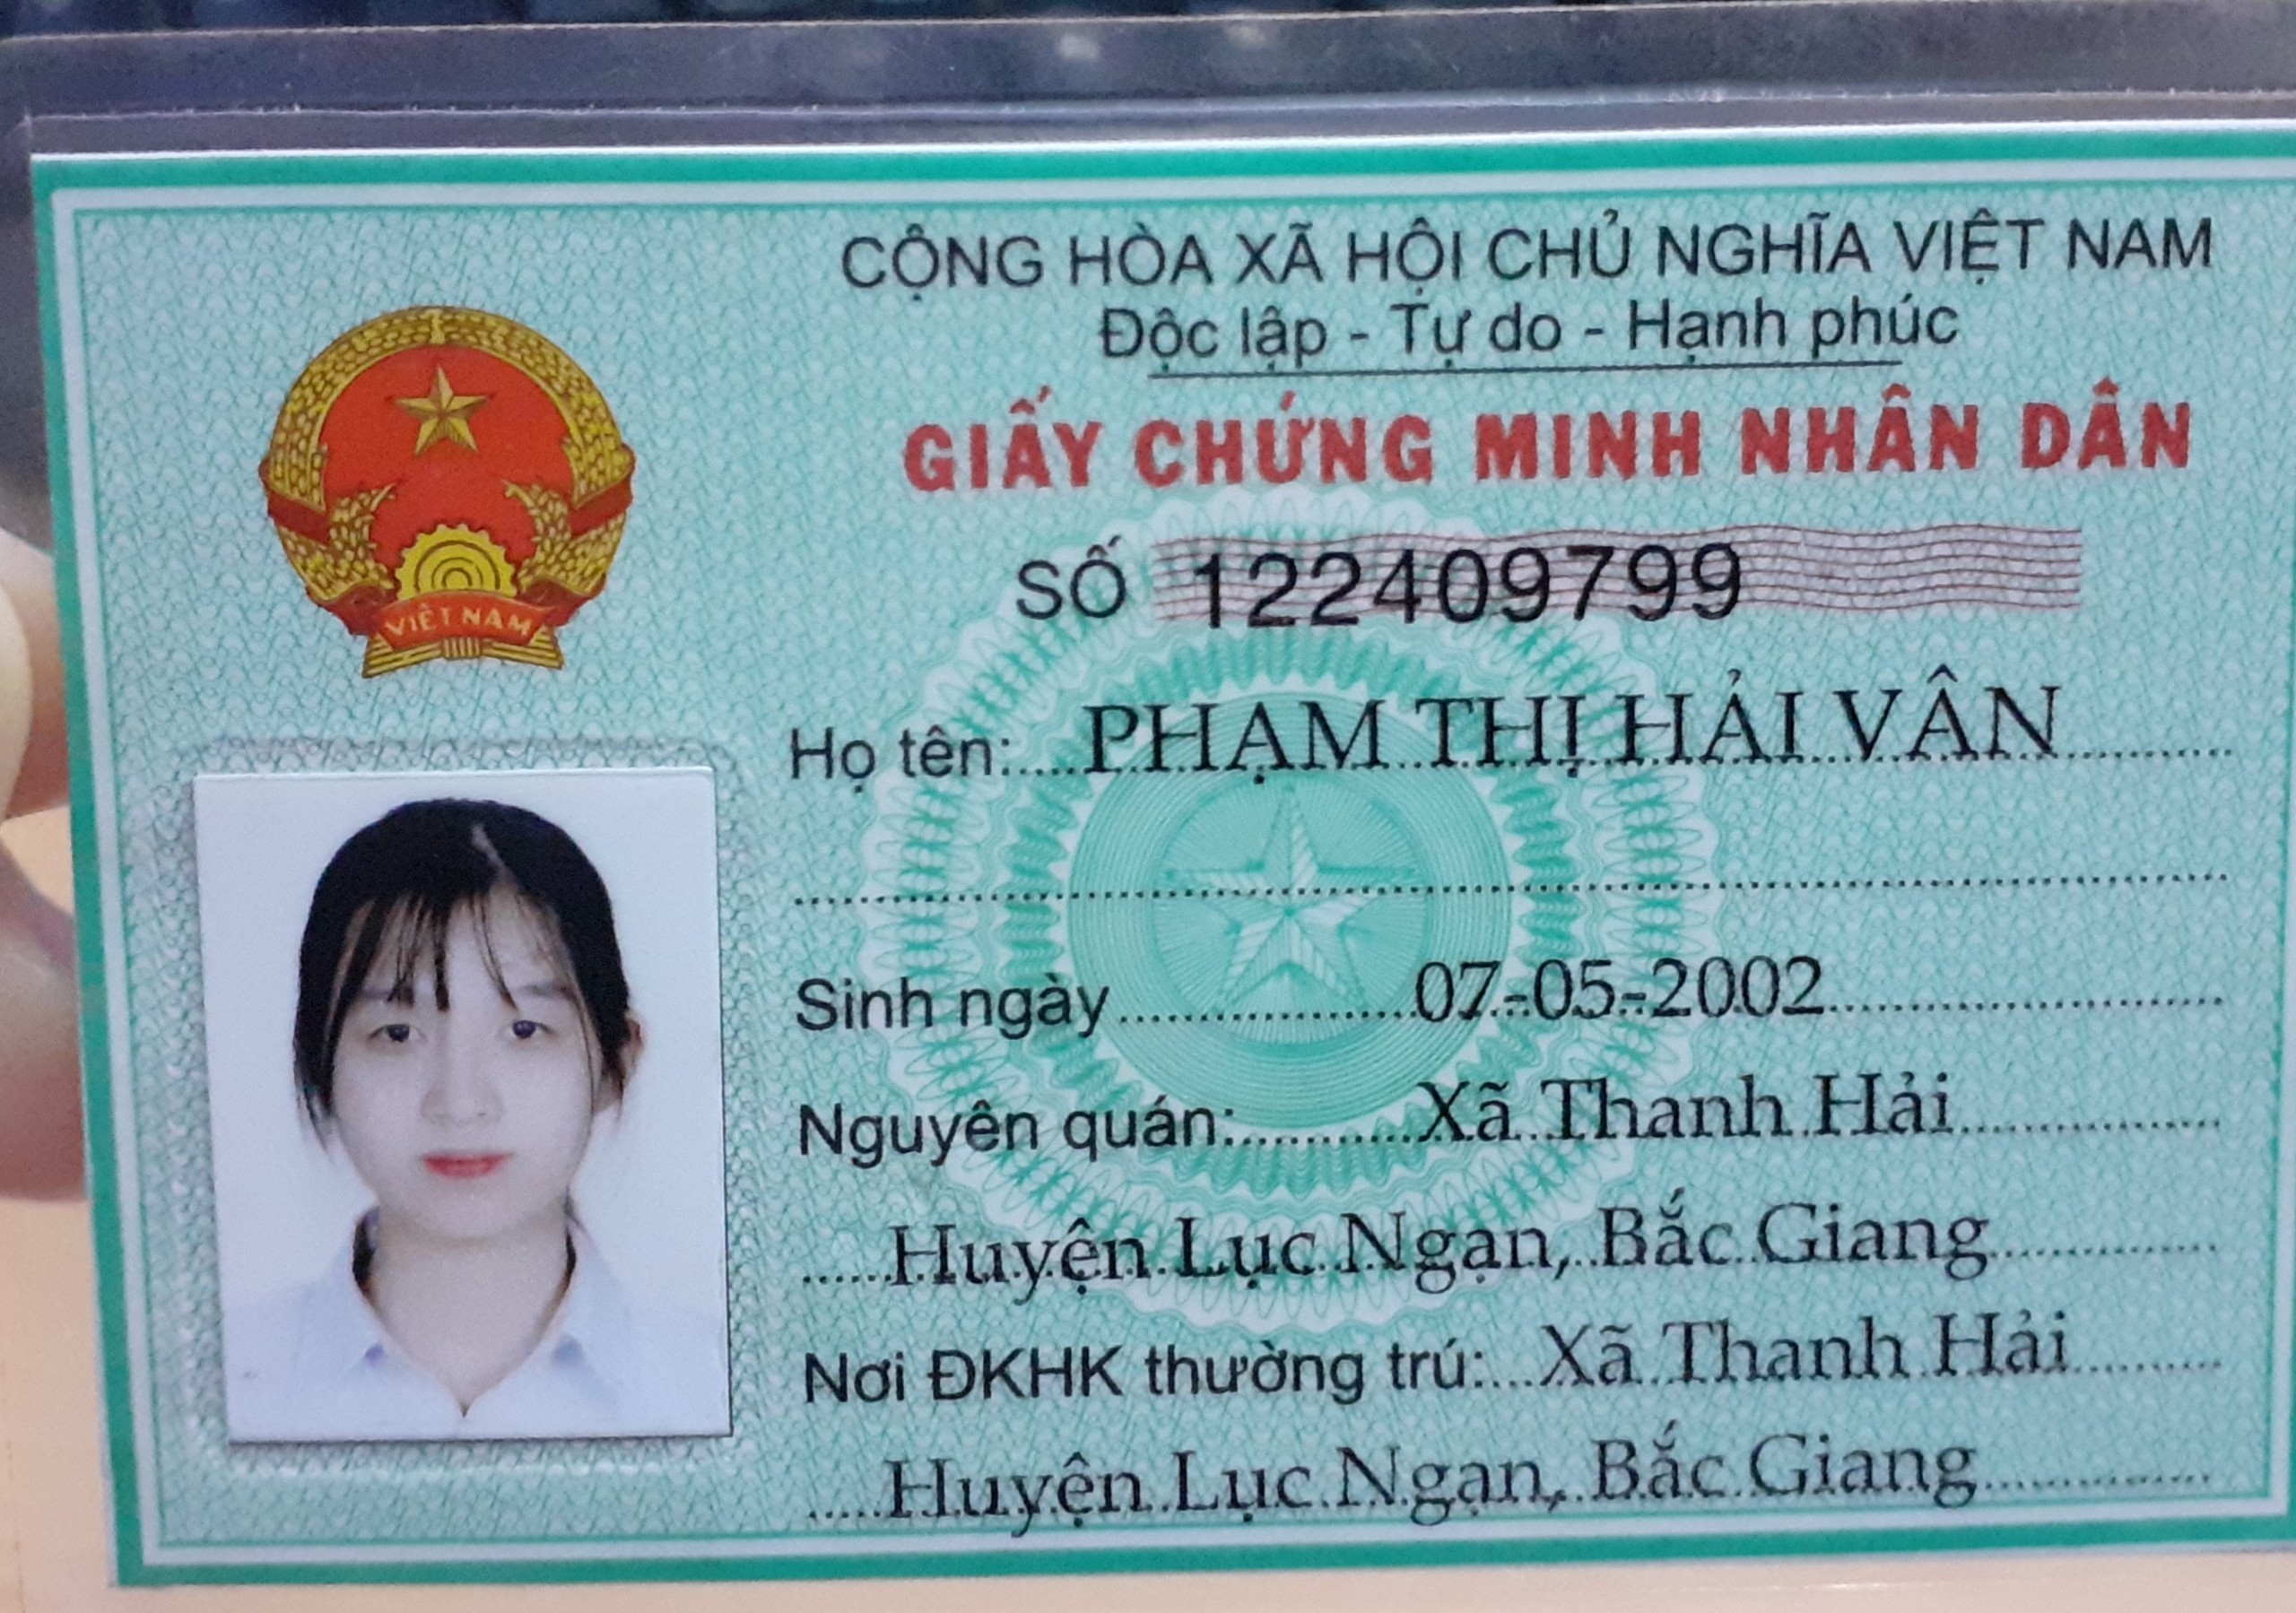 CỘNG HÒA XÃ HỘI CHỦ NGHĨA VIỆT NAM
Độc lập - Tự do - Hạnh phúc
GIẤY CHỨNG MINH NHÂN DÂN
SỐ 122409799
VIỆT NAM
Họ tên: PHẠM THỊ HẢI VÂN
Sinh ngày 07-05-2002
Nguyên quán: Xã Thanh Hải
Huyện Lục Ngạn, Bắc Giang
Nơi ĐKHK thường trú: Xã Thanh Hải
Huyện Lục Ngạn, Bắc Giang